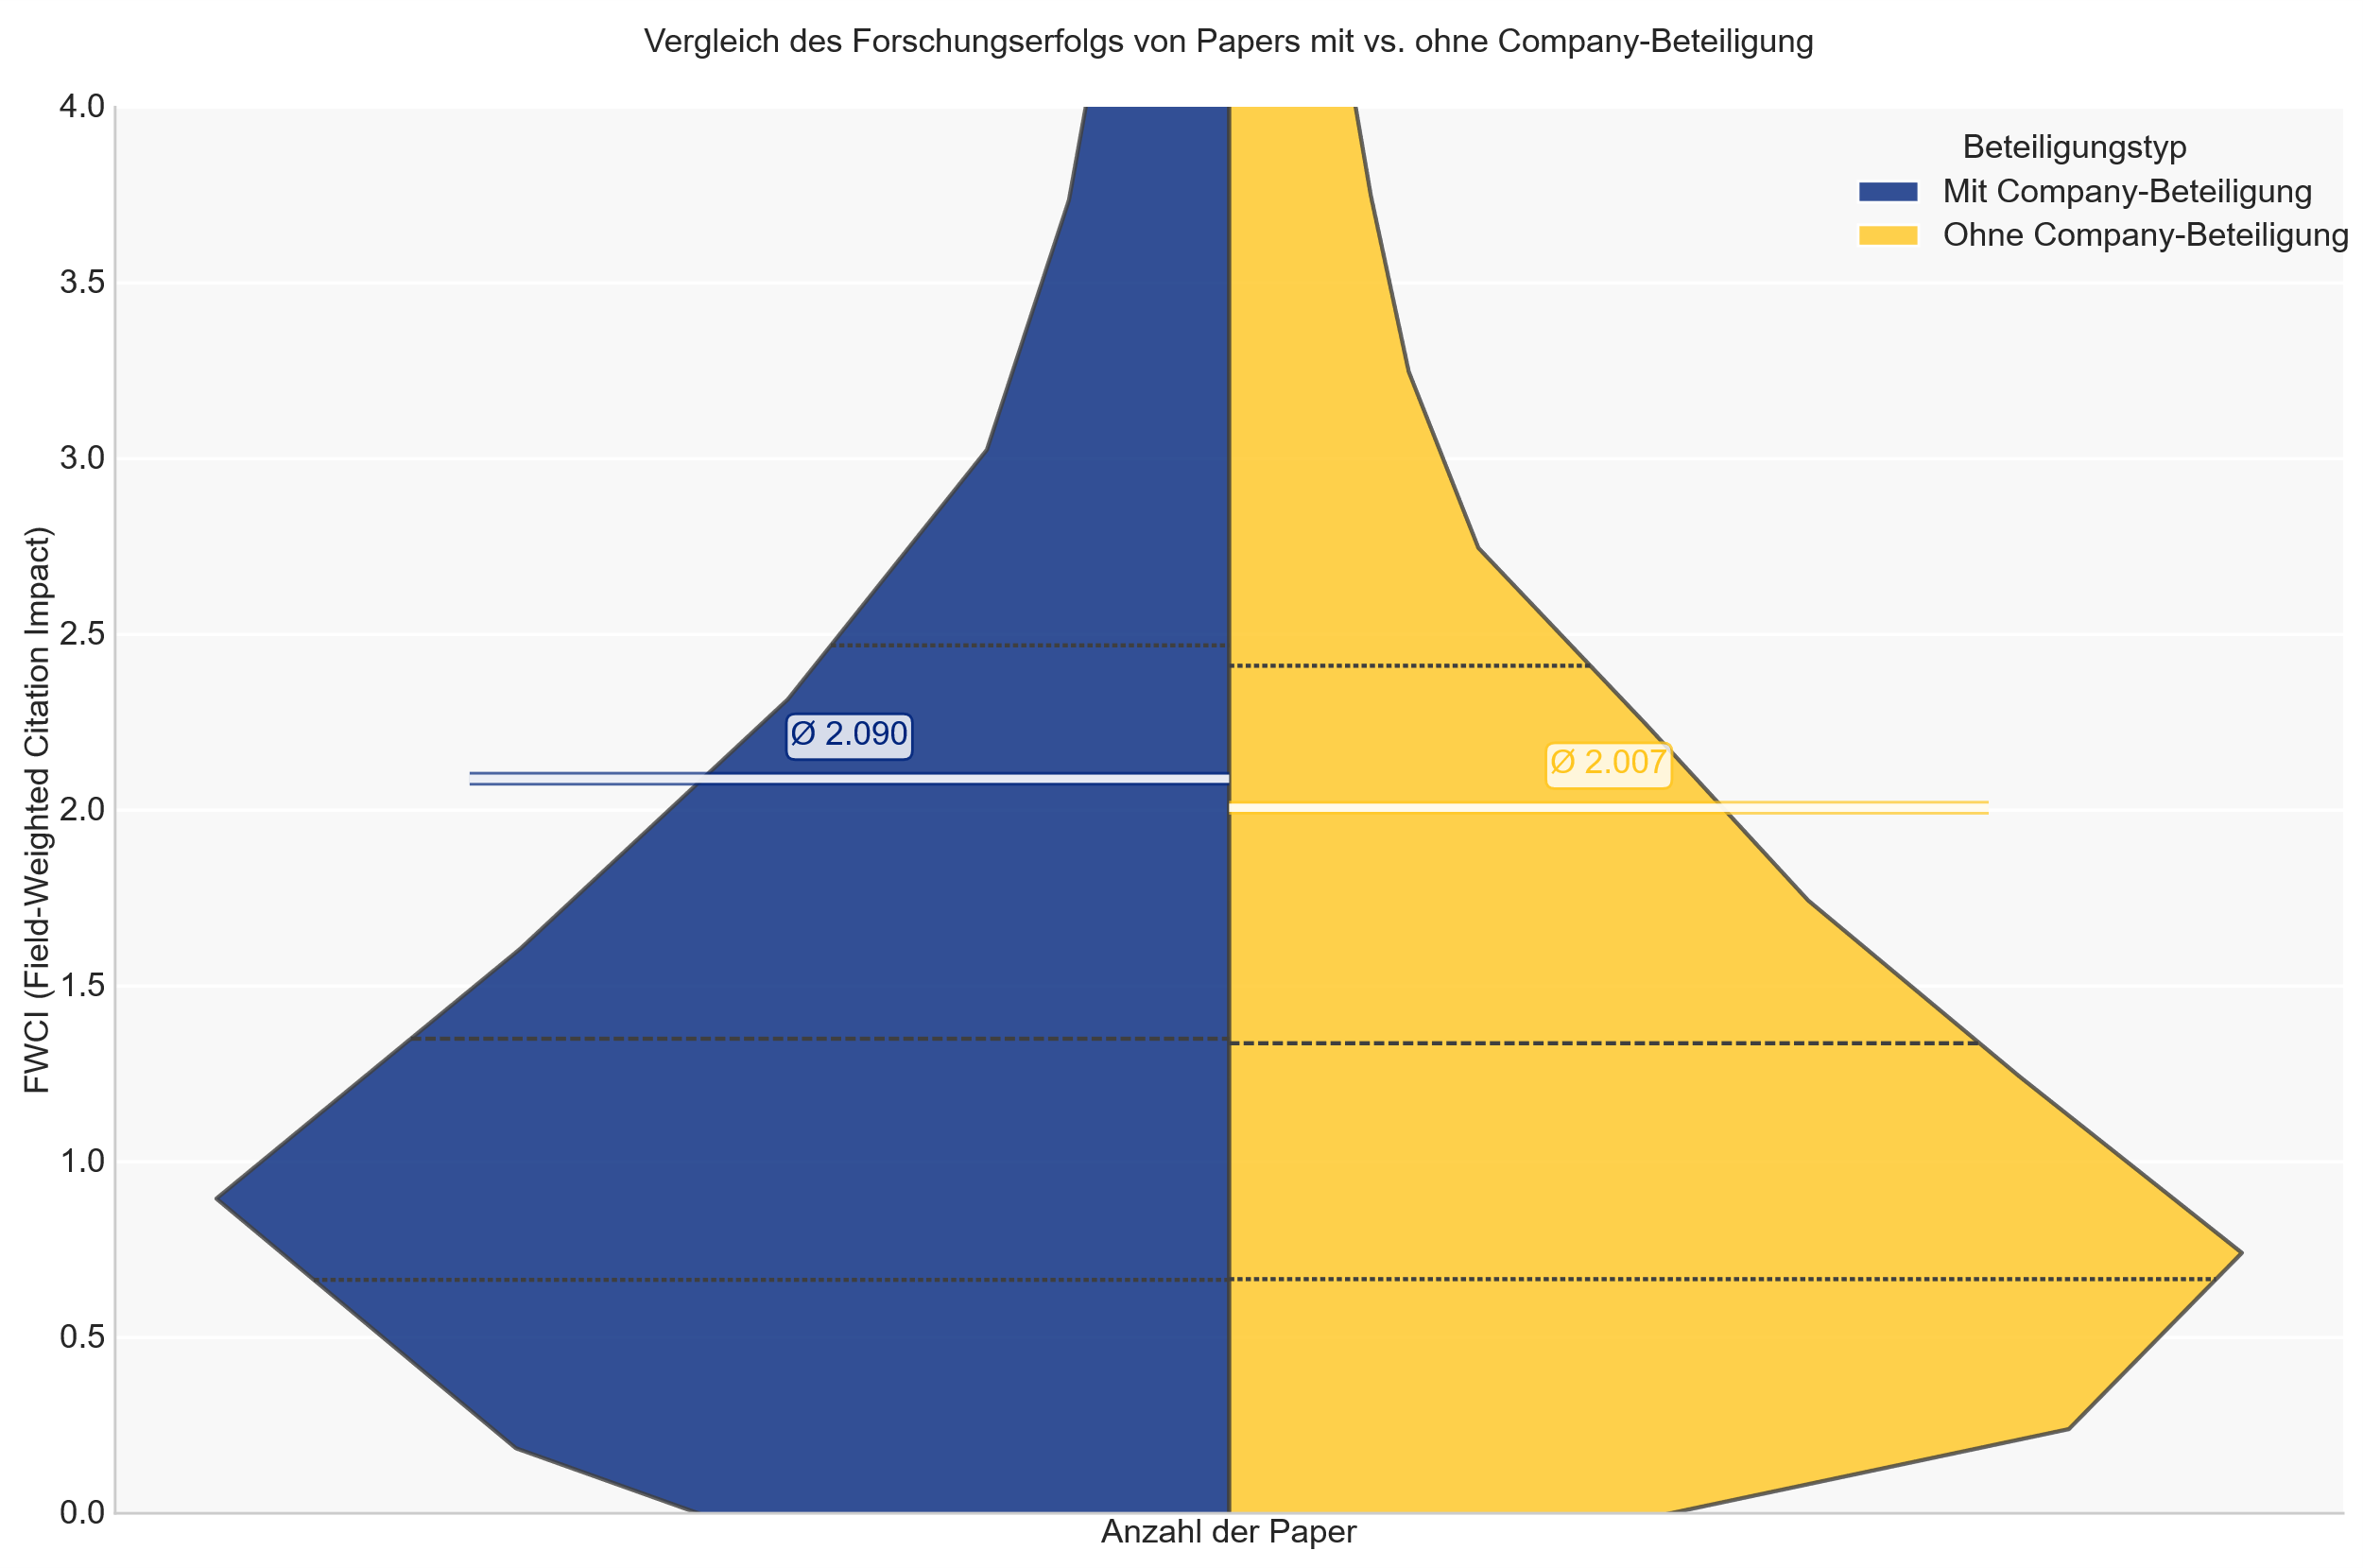 Vergleich des Forschungserfolgs von Papers mit vs. ohne Company-Beteiligung
Beteiligungstyp
Mit Company-Beteiligung
Ohne Company-Beteiligung
FWCI (Field-Weighted Citation Impact)
4.0
3.5
3.0
2.5
2.0
1.5
1.0
0.5
0.0
Ø 2.090
Ø 2.007
Anzahl der Paper